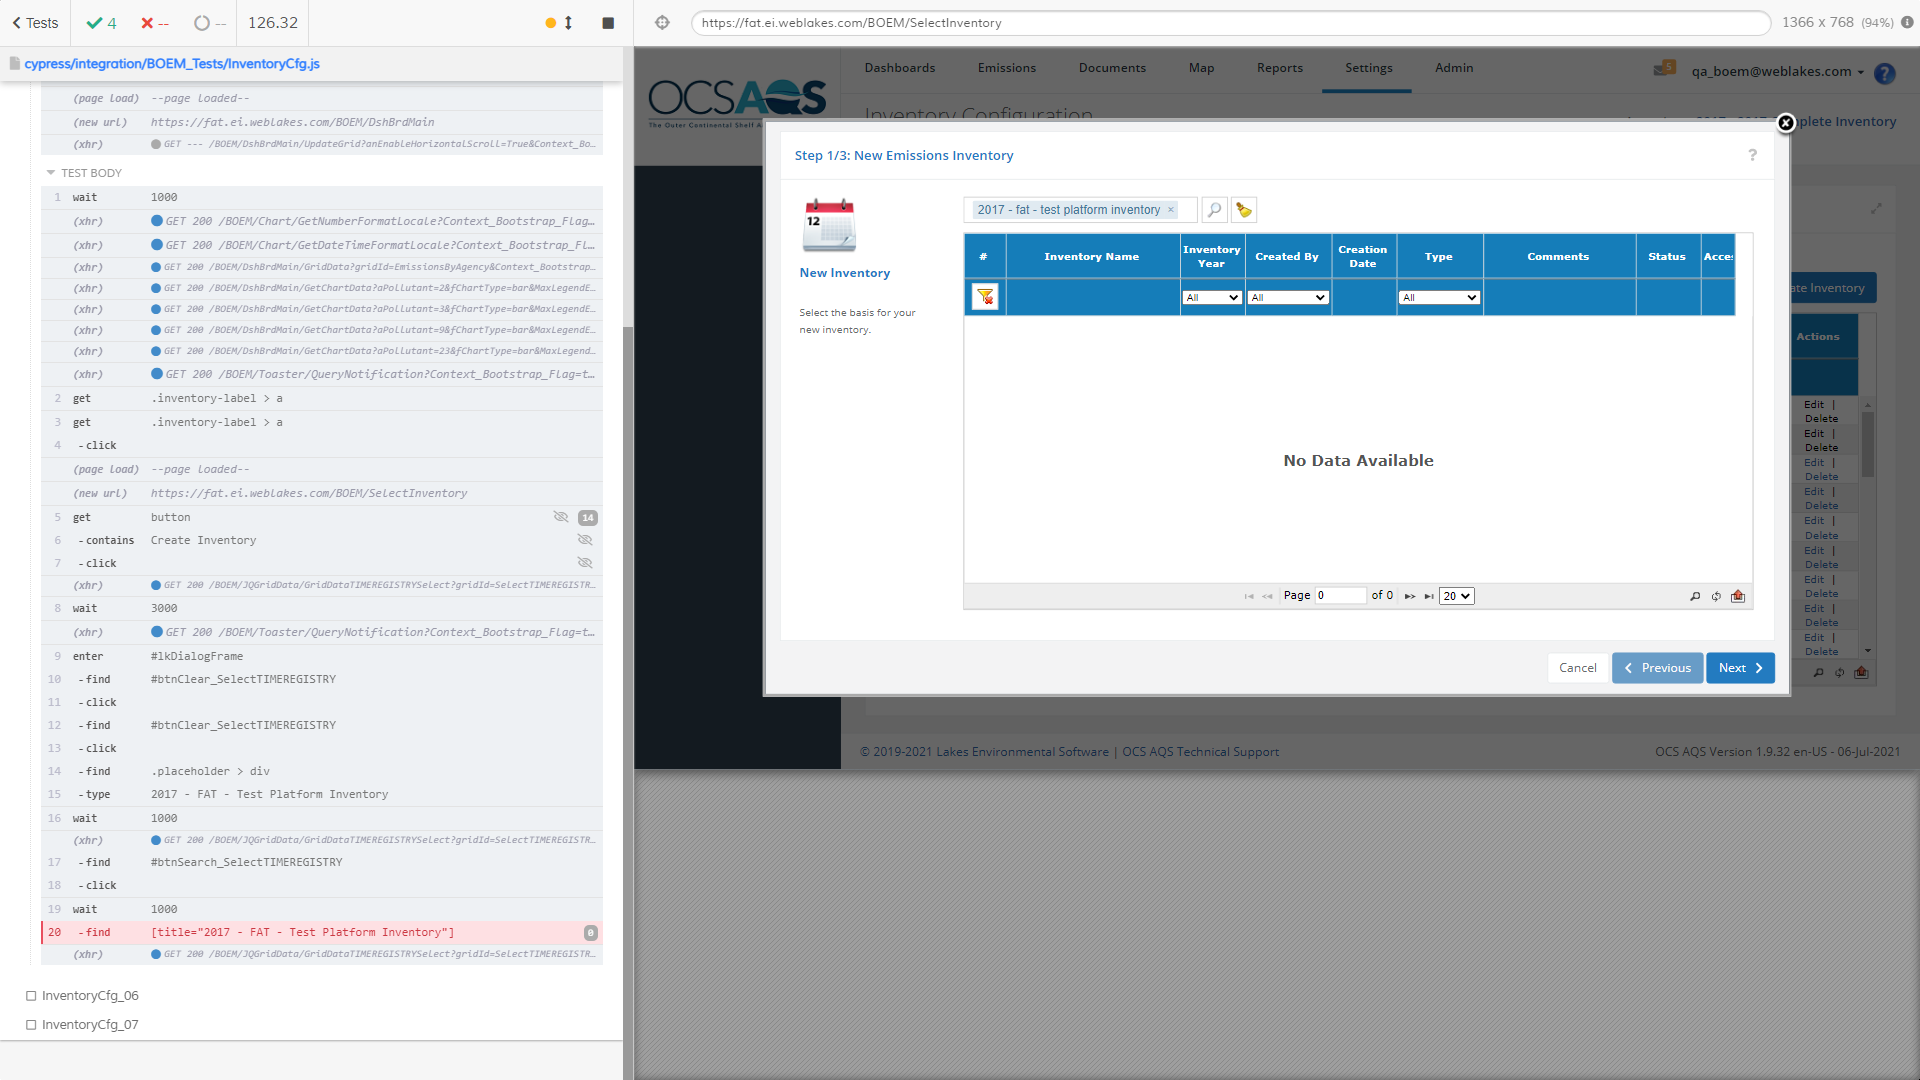 Tests
4
--
--
126.32
https://fat.ei.weblakes.com/BOEM/SelectInventory
1366 x 768 (94%)
cypress/integration/BOEM_Tests/InventoryCfg.js
(page load) --page loaded--
(new url) https://fat.ei.weblakes.com/BOEM/DshBrdMain
(xhr) GET --- /BOEM/DshBrdMain/UpdateGrid?anEnableHorizontalScroll=True&Context_Bo...
TEST BODY
1 wait 1000
(xhr) GET 200 /BOEM/Chart/GetNumberFormatLocale?Context_Bootstrap_Flag...
(xhr) GET 200 /BOEM/Chart/GetDateTimeFormatLocale?Context_Bootstrap_Fl...
(xhr) GET 200 /BOEM/DshBrdMain/GridData?gridId=EmissionsByAgency&Context_Bootstrap...
(xhr) GET 200 /BOEM/DshBrdMain/GetChartData?aPollutant=2&fChartType=bar&MaxLegendE...
(xhr) GET 200 /BOEM/DshBrdMain/GetChartData?aPollutant=3&fChartType=bar&MaxLegendE...
(xhr) GET 200 /BOEM/DshBrdMain/GetChartData?aPollutant=9&fChartType=bar&MaxLegendE...
(xhr) GET 200 /BOEM/DshBrdMain/GetChartData?aPollutant=23&fChartType=bar&MaxLegend...
(xhr) GET 200 /BOEM/Toaster/QueryNotification?Context_Bootstrap_Flag=t...
2 get .inventory-label > a
3 get .inventory-label > a
4 -click
(page load) --page loaded--
(new url) https://fat.ei.weblakes.com/BOEM/SelectInventory
5 get button 14
6 -contains Create Inventory
7 -click
(xhr) GET 200 /BOEM/JQGridData/GridDataTIMEREGISTRYSelect?gridId=SelectTIMEREGISTR...
8 wait 3000
(xhr) GET 200 /BOEM/Toaster/QueryNotification?Context_Bootstrap_Flag=t...
9 enter #lkDialogFrame
10 -find #btnClear_SelectTIMEREGISTRY
11 -click
12 -find #btnClear_SelectTIMEREGISTRY
13 -click
14 -find .placeholder > div
15 -type 2017 - FAT - Test Platform Inventory
16 wait 1000
(xhr) GET 200 /BOEM/JQGridData/GridDataTIMEREGISTRYSelect?gridId=SelectTIMEREGISTR...
17 -find #btnSearch_SelectTIMEREGISTRY
18 -click
19 wait 1000
20 -find [title="2017 - FAT - Test Platform Inventory"] 0
(xhr) GET 200 /BOEM/JQGridData/GridDataTIMEREGISTRYSelect?gridId=SelectTIMEREGISTR...
InventoryCfg_06
InventoryCfg_07
OCSAQS
The Outer Continental Shelf A
Dashboards Emissions Documents Map Reports Settings Admin
5
qa_boem@weblakes.com
?
Inventory Configuration
plete Inventory
Step 1/3: New Emissions Inventory
?
12
New Inventory
Select the basis for your
new inventory.
2017 - fat - test platform inventory ×
# Inventory Name Inventory Year Created By Creation Date Type Comments Status Acces
All All All
No Data Available
Page 0 of 0 20
Cancel Previous Next
ate Inventory
Actions
Edit |
Delete
Edit |
Delete
Edit |
Delete
Edit |
Delete
Edit |
Delete
Edit |
Delete
Edit |
Delete
Edit |
Delete
Edit |
Delete
© 2019-2021 Lakes Environmental Software | OCS AQS Technical Support
OCS AQS Version 1.9.32 en-US - 06-Jul-2021